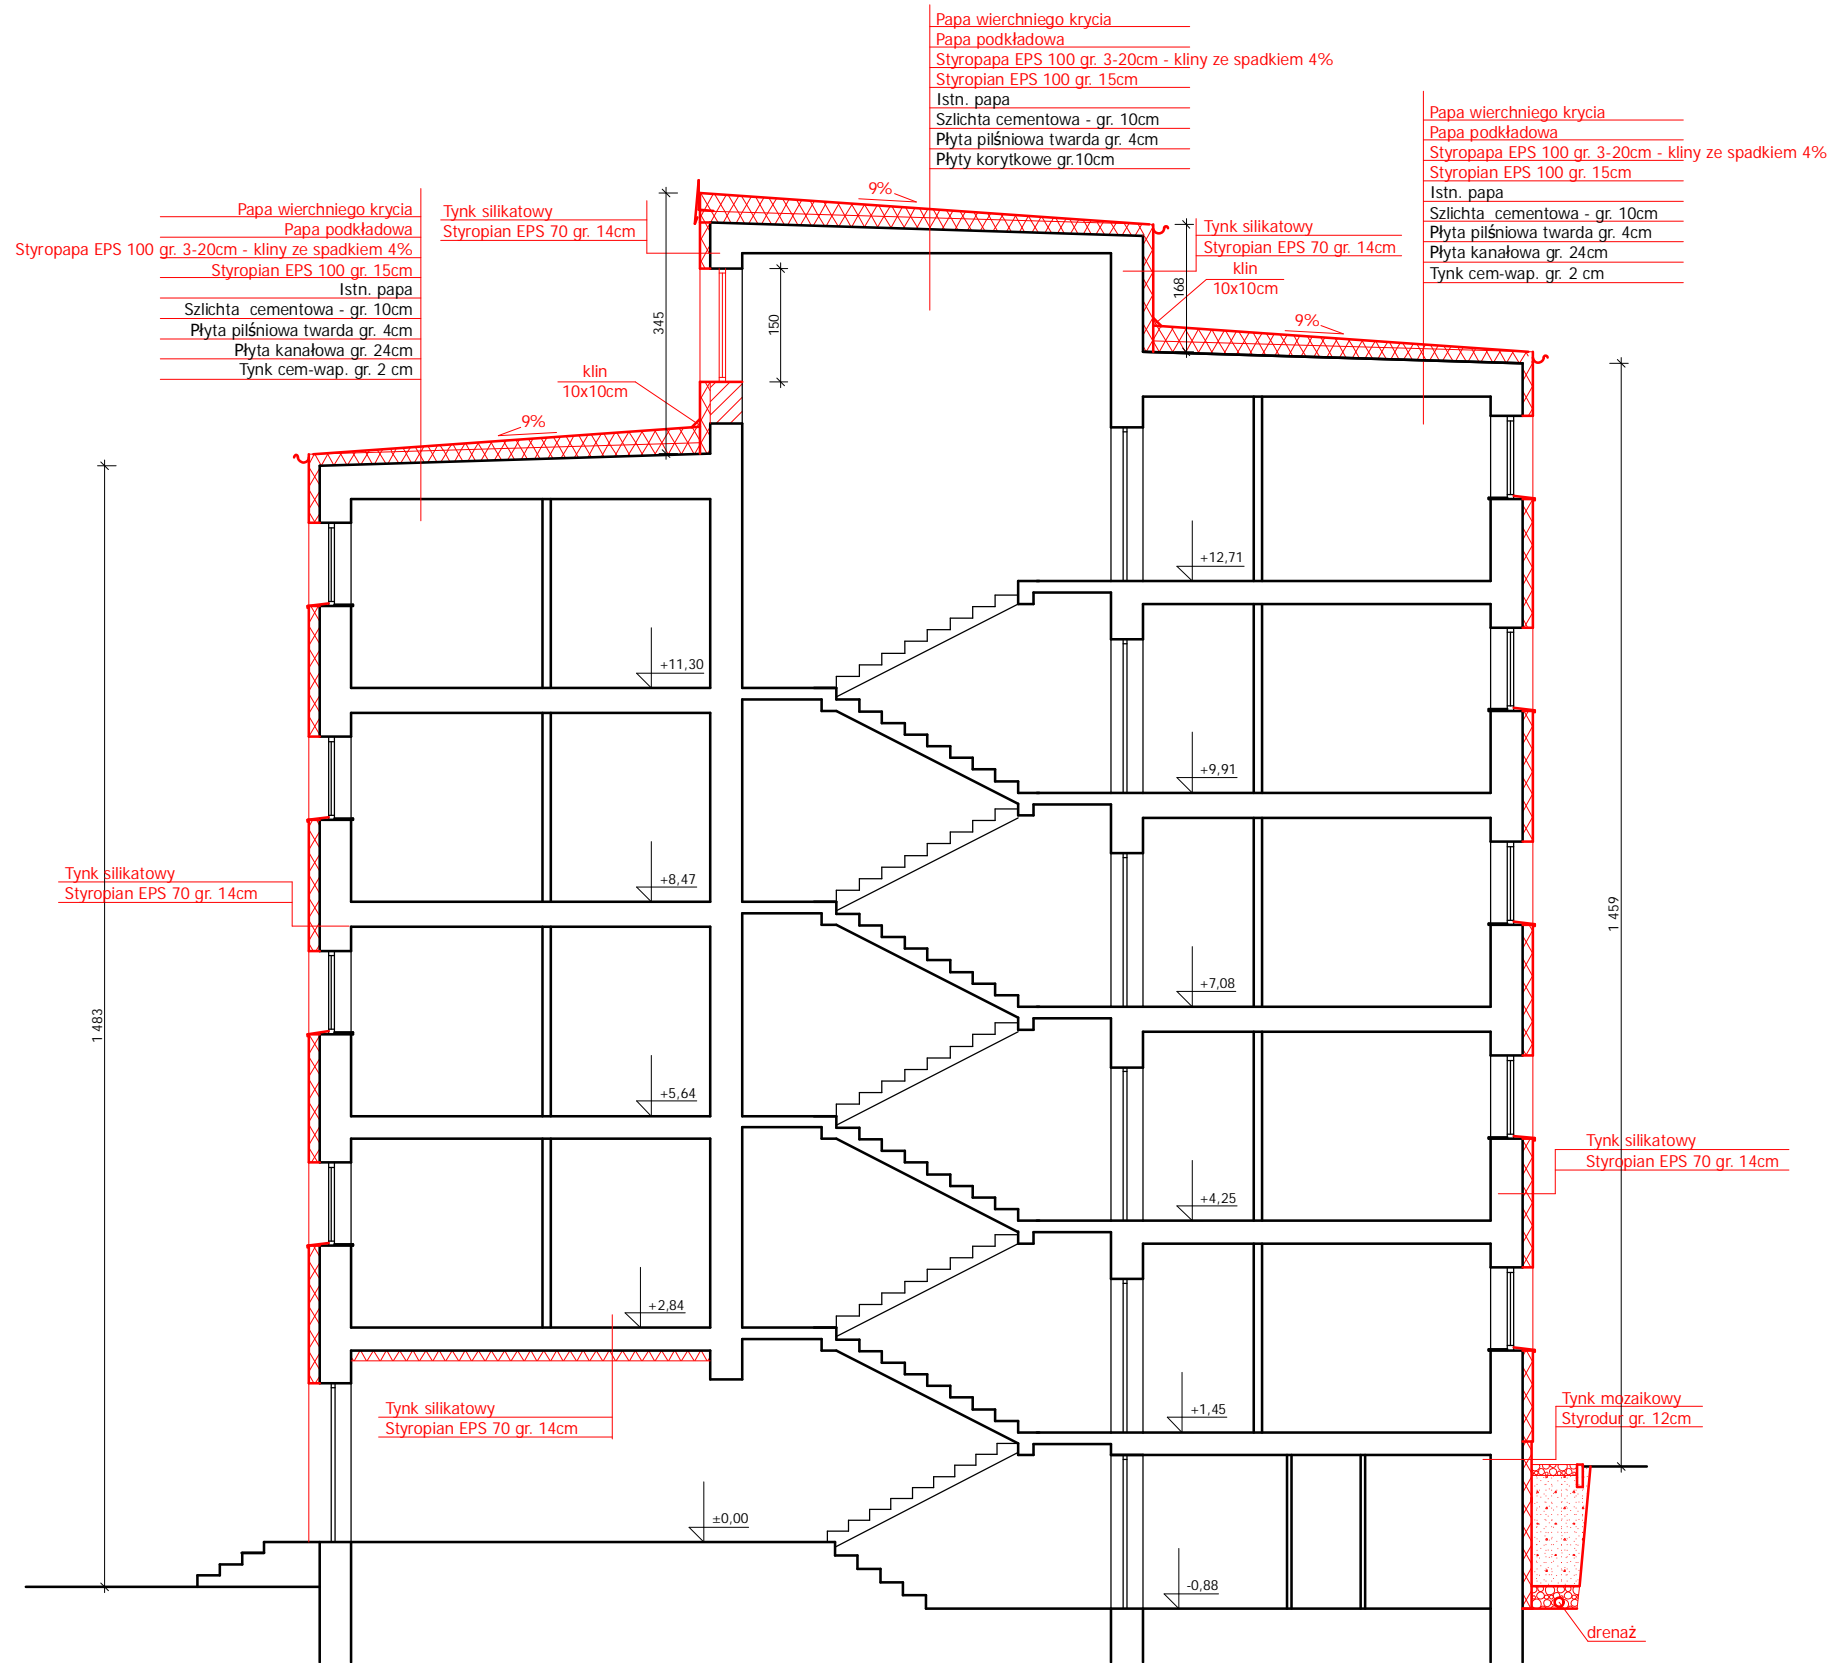 Papa wierchniego krycia
Papa podkładowa
Styropapa EPS 100 gr. 3-20cm - kliny ze spadkiem 4%
Styropian EPS 100 gr. 15cm
Istn. papa
Szlichta cementowa - gr. 10cm
Płyta pilśniowa twarda gr. 4cm
Płyty korytkowe gr.10cm
Papa wierchniego krycia
Papa podkładowa
Styropapa EPS 100 gr. 3-20cm - kliny ze spadkiem 4%
Styropian EPS 100 gr. 15cm
Istn. papa
Szlichta cementowa - gr. 10cm
Płyta pilśniowa twarda gr. 4cm
Płyta kanałowa gr. 24cm
Tynk cem-wap. gr. 2 cm
Papa wierchniego krycia
Papa podkładowa
Styropapa EPS 100 gr. 3-20cm - kliny ze spadkiem 4%
Styropian EPS 100 gr. 15cm
Istn. papa
Szlichta cementowa - gr. 10cm
Płyta pilśniowa twarda gr. 4cm
Płyta kanałowa gr. 24cm
Tynk cem-wap. gr. 2 cm
Tynk silikatowy
Styropian EPS 70 gr. 14cm
9%
Tynk silikatowy
Styropian EPS 70 gr. 14cm
klin
10x10cm
168
345
150
9%
klin
10x10cm
9%
+12,71
+11,30
+9,91
+8,47
+7,08
+5,64
+4,25
+2,84
+1,45
±0,00
-0,88
Tynk silikatowy
Styropian EPS 70 gr. 14cm
1 483
1 459
Tynk silikatowy
Styropian EPS 70 gr. 14cm
Tynk silikatowy
Styropian EPS 70 gr. 14cm
Tynk mozaikowy
Styrodur gr. 12cm
drenaż